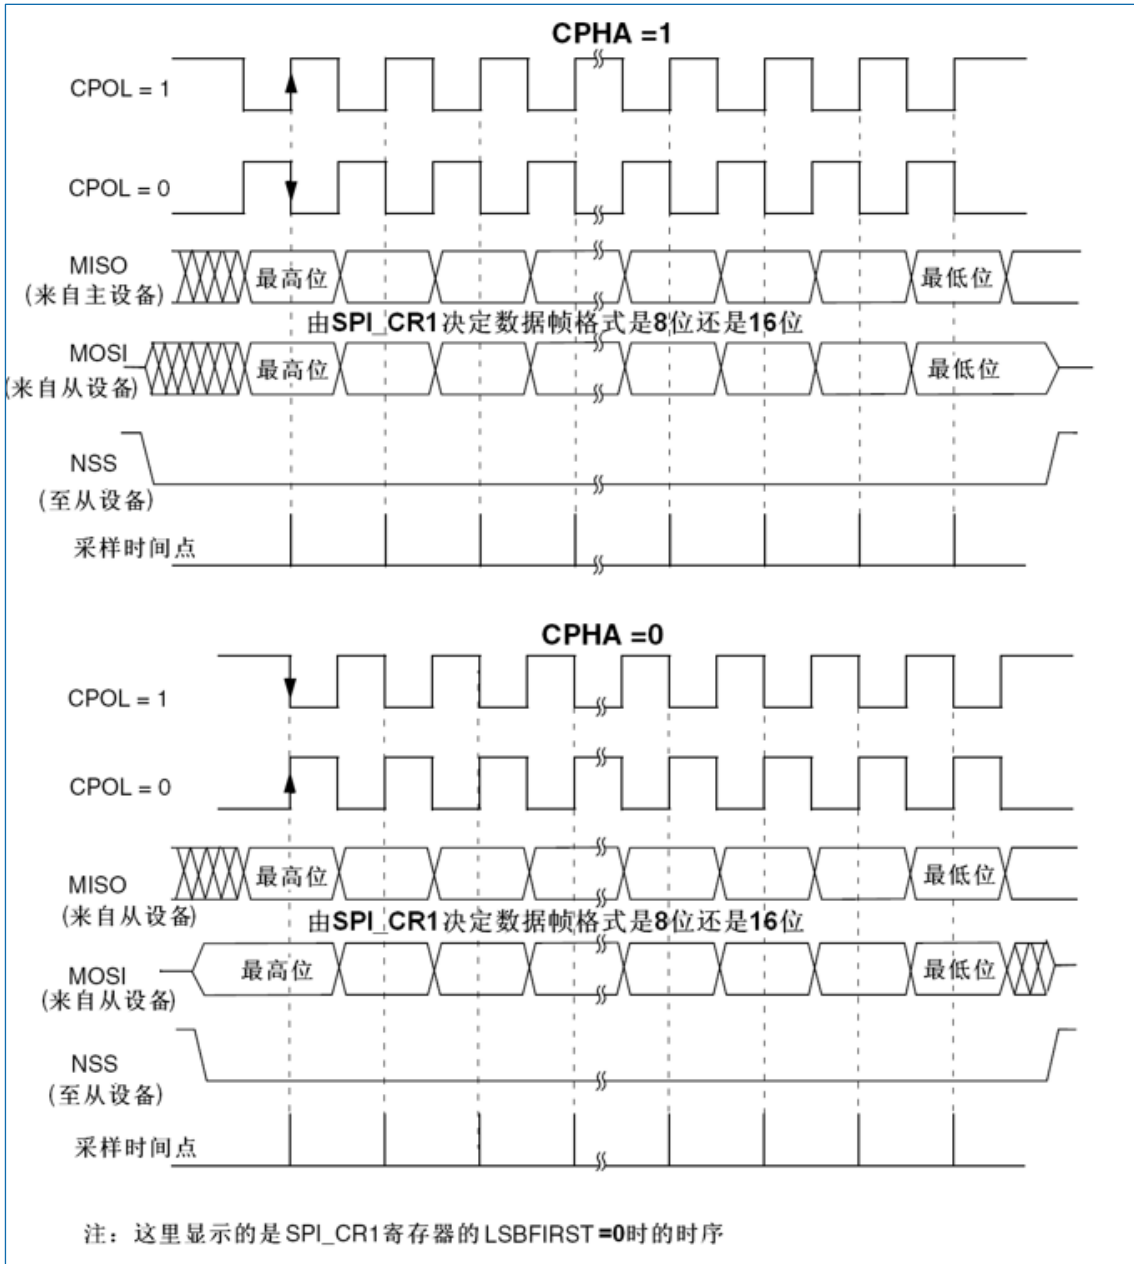 CPHA =1
CPOL = 1
CPOL = 0
MISO
(来自主设备)
最高位
最低位
由SPI_CR1决定数据帧格式是8位还是16位
MOSI
(来自从设备)
最高位
最低位
NSS
(至从设备)
采样时间点
CPHA =0
CPOL = 1
CPOL = 0
MISO
(来自从设备)
最高位
最低位
由SPI_CR1决定数据帧格式是8位还是16位
MOSI
(来自从设备)
最高位
最低位
NSS
(至从设备)
采样时间点
注：这里显示的是SPI_CR1寄存器的LSBFIRST=0时的时序